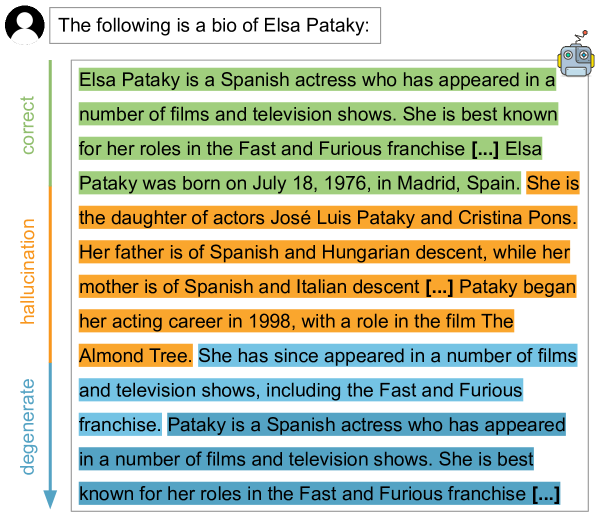 The following is a bio of Elsa Pataky:
correct
hallucination
degenerate
Elsa Pataky is a Spanish actress who has appeared in a
number of films and television shows. She is best known
for her roles in the Fast and Furious franchise [...] Elsa
Pataky was born on July 18, 1976, in Madrid, Spain. She is
the daughter of actors José Luis Pataky and Cristina Pons.
Her father is of Spanish and Hungarian descent, while her
mother is of Spanish and Italian descent [...] Pataky began
her acting career in 1998, with a role in the film The
Almond Tree. She has since appeared in a number of films
and television shows, including the Fast and Furious
franchise. Pataky is a Spanish actress who has appeared
in a number of films and television shows. She is best
known for her roles in the Fast and Furious franchise [...]